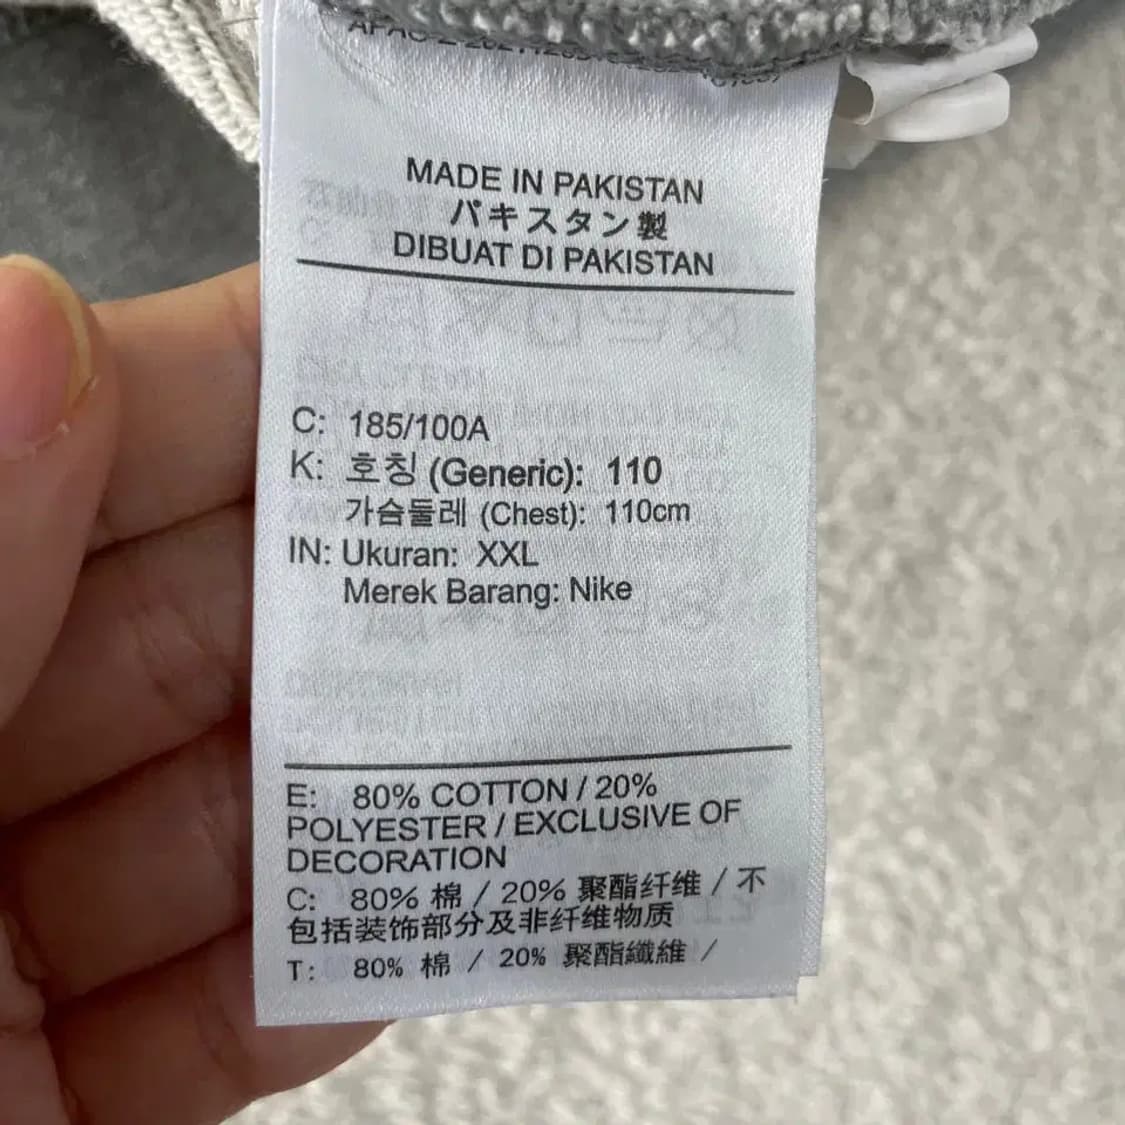 MADE IN PAKISTAN
パキスタン製
DIBUAT DI PAKISTAN
C: 185/100A
K: 호칭 (Generic): 110
가슴둘레 (Chest): 110cm
IN: Ukuran: XXL
Merek Barang: Nike
E: 80% COTTON / 20%
POLYESTER / EXCLUSIVE OF
DECORATION
C: 80% 棉 / 20% 聚酯纤维 / 不
包括装饰部分及非纤维物质
T: 80% 棉 / 20% 聚酯纖維 /